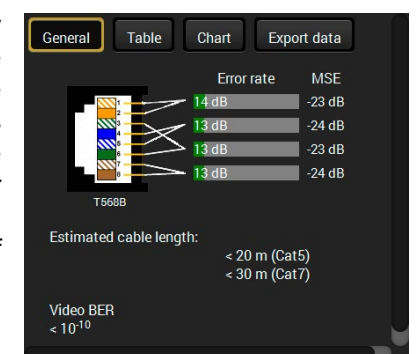 General Table Chart Export data
Error rate MSE
1 14 dB -23 dB
2
3 13 dB -24 dB
4
5 13 dB -23 dB
6
7 13 dB -24 dB
8
T568B
Estimated cable length:
< 20 m (Cat5)
< 30 m (Cat7)
Video BER
< 10⁻¹⁰